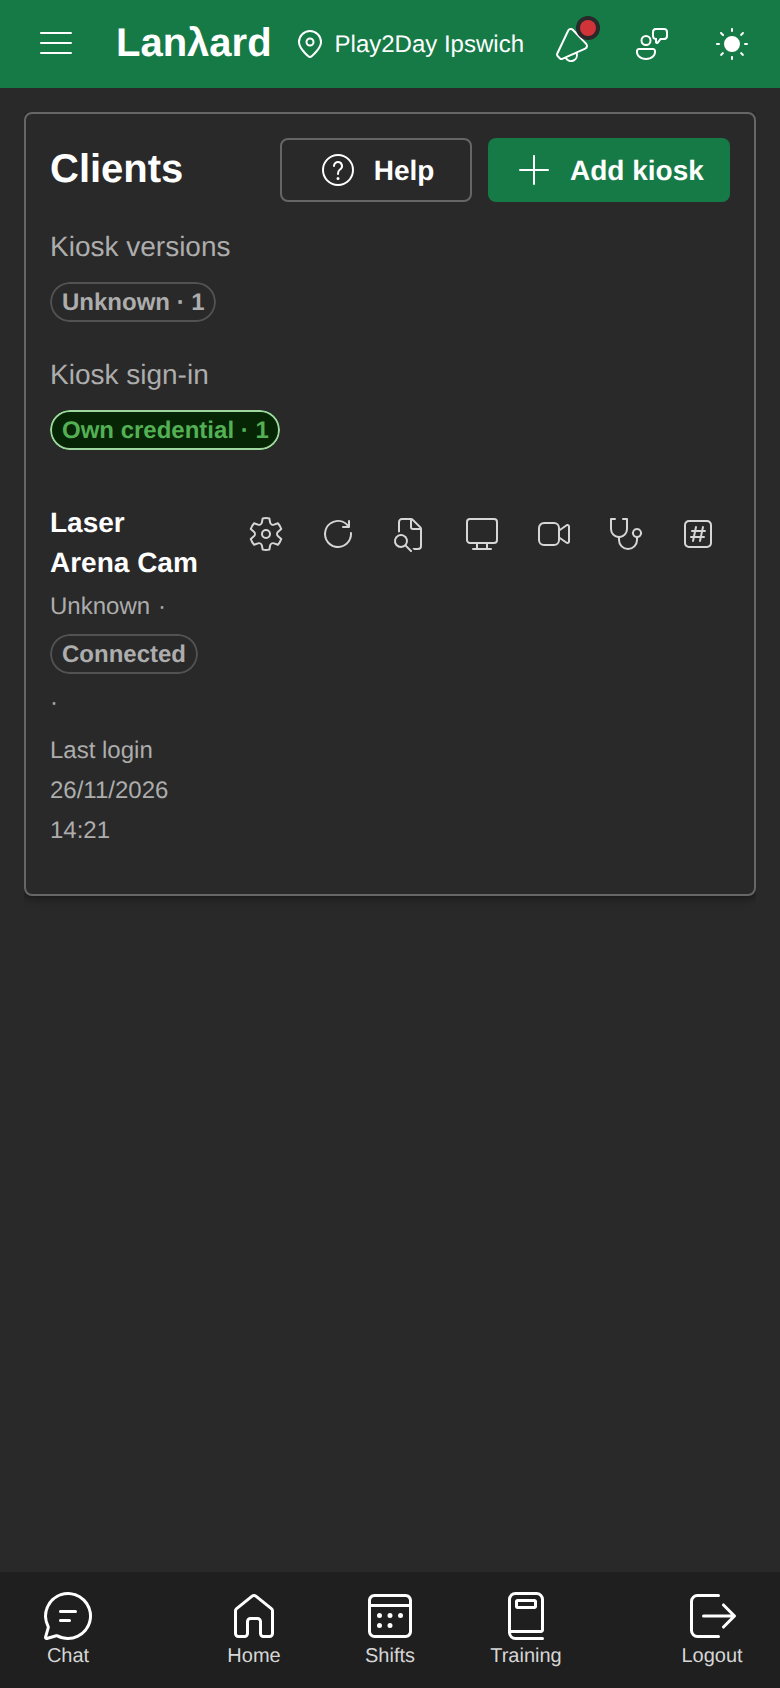 Lanλard
Play2Day Ipswich
Clients
Help
Add kiosk
Kiosk versions
Unknown · 1
Kiosk sign-in
Own credential · 1
Laser
Arena Cam
Unknown ·
Connected
·
Last login
26/11/2026
14:21
Chat
Home
Shifts
Training
Logout